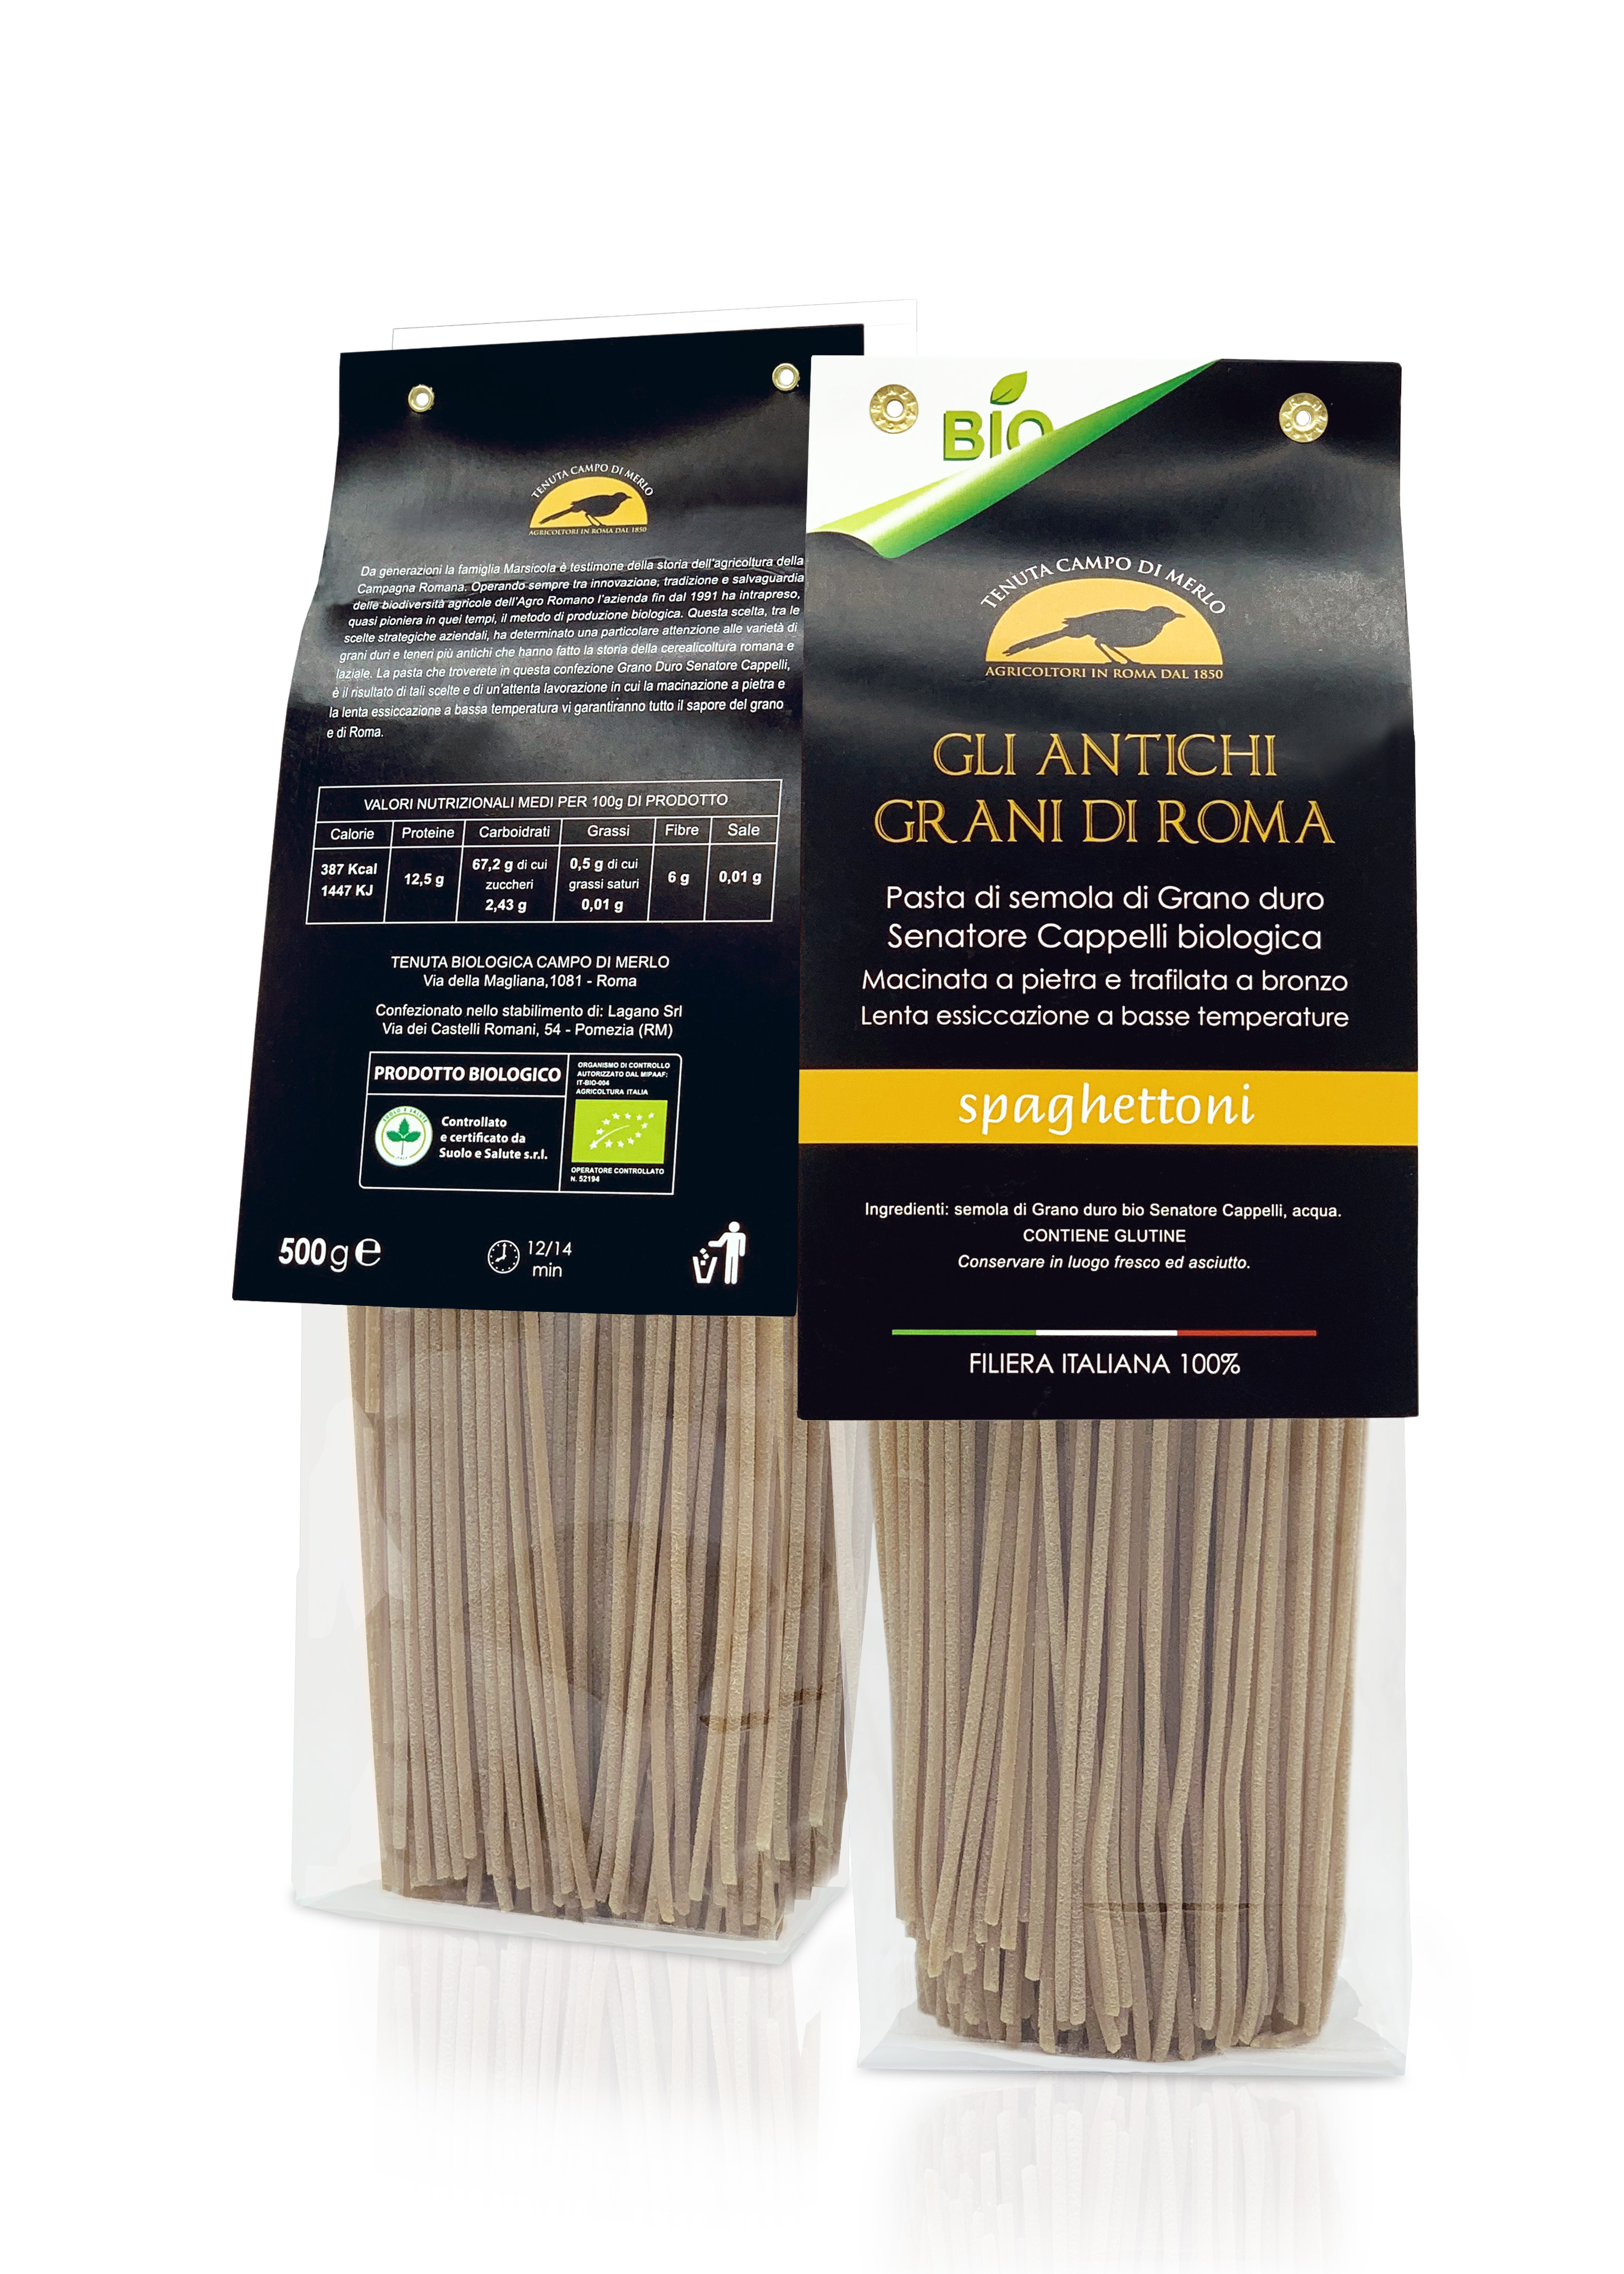 TENUTA CAMPO DI MERLO
AGRICOLTORI IN ROMA DAL 1850
Da generazioni la famiglia Marsicola è testimone della storia dell'agricoltura della
Campagna Romana. Operando sempre tra innovazione, tradizione e salvaguardia
delle biodiversità agricole dell'Agro Romano l'azienda fin dal 1991 ha intrapreso,
quasi pioniera in quei tempi, il metodo di produzione biologica. Questa scelta, tra le
scelte strategiche aziendali, ha determinato una particolare attenzione alle varietà di
grani duri e teneri più antichi che hanno fatto la storia della cerealicoltura romana e
laziale. La pasta che troverete in questa confezione Grano Duro Senatore Cappelli,
è il risultato di tali scelte e di un'attenta lavorazione in cui la macinazione a pietra e
la lenta essiccazione a bassa temperatura vi garantiranno tutto il sapore del grano
e di Roma.
VALORI NUTRIZIONALI MEDI PER 100g DI PRODOTTO
Calorie Proteine Carboidrati Grassi Fibre Sale
387 Kcal
1447 KJ
12,5 g
67,2 g di cui
zuccheri
2,43 g
0,5 g di cui
grassi saturi
0,01 g
6 g
0,01 g
TENUTA BIOLOGICA CAMPO DI MERLO
Via della Magliana,1081 - Roma
Confezionato nello stabilimento di: Lagano Srl
Via dei Castelli Romani, 54 - Pomezia (RM)
PRODOTTO BIOLOGICO
Controllato
e certificato da
Suolo e Salute s.r.l.
ORGANISMO DI CONTROLLO
AUTORIZZATO DAL MIPAAF:
IT-BIO-004
AGRICOLTURA ITALIA
OPERATORE CONTROLLATO
N. 52194
500 g e
12/14
min
BIO
TENUTA CAMPO DI MERLO
AGRICOLTORI IN ROMA DAL 1850
GLI ANTICHI
GRANI DI ROMA
Pasta di semola di Grano duro
Senatore Cappelli biologica
Macinata a pietra e trafilata a bronzo
Lenta essiccazione a basse temperature
spaghettoni
Ingredienti: semola di Grano duro bio Senatore Cappelli, acqua.
CONTIENE GLUTINE
Conservare in luogo fresco ed asciutto.
FILIERA ITALIANA 100%